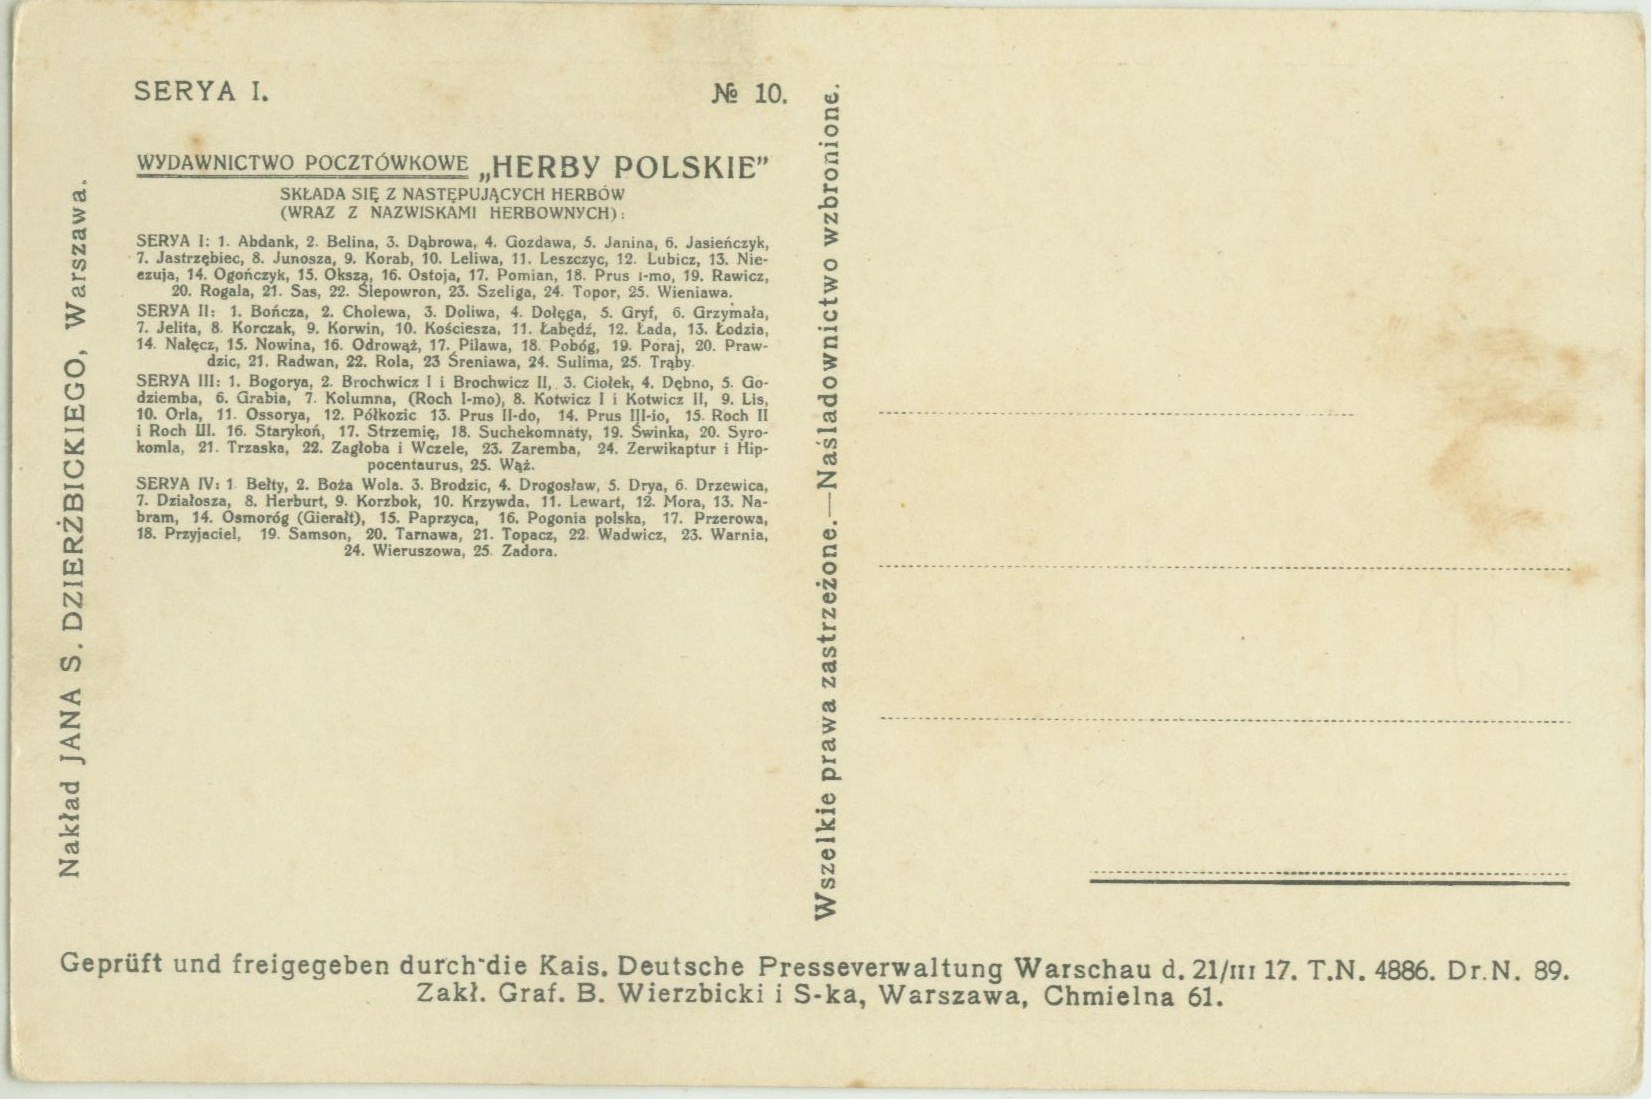 SERYA I.
№ 10.
WYDAWNICTWO POCZTÓWKOWE „HERBY POLSKIE”
SKŁADA SIĘ Z NASTĘPUJĄCYCH HERBÓW
(WRAZ Z NAZWISKAMI HERBOWNYCH):
SERYA I: 1. Abdank, 2. Belina, 3. Dąbrowa, 4. Gozdawa, 5. Janina, 6. Jasieńczyk,
7. Jastrzębiec, 8. Junosza, 9. Korab, 10. Leliwa, 11. Leszczyc, 12. Lubicz, 13. Nie-
czuja, 14. Ogończyk, 15. Oksza, 16. Ostoja, 17. Pomian, 18. Prus I-mo, 19. Rawicz,
20. Rogala, 21. Sas, 22. Ślepowron, 23. Szeliga, 24. Topor, 25. Wieniawa.
SERYA II: 1. Bończa, 2. Cholewa, 3. Doliwa, 4. Dołęga, 5. Gryf, 6. Grzymała,
7. Jelita, 8. Korczak, 9. Korwin, 10. Kościesza, 11. Łabędź, 12. Łada, 13. Łodzia,
14. Nałęcz, 15. Nowina, 16. Odrowąż, 17. Pilawa, 18. Pobóg, 19. Poraj, 20. Praw-
dzic, 21. Radwan, 22. Rola, 23 Śreniawa, 24. Sulima, 25. Trąby.
SERYA III: 1. Bogorya, 2. Brochwicz I i Brochwicz II, 3. Ciołek, 4. Dębno, 5. Go-
dziemba, 6. Grabia, 7. Kolumna, (Roch I-mo), 8. Kotwicz I i Kotwicz II, 9. Lis,
10. Orla, 11. Ossorya, 12. Półkozic 13. Prus II-do, 14. Prus III-io, 15. Roch II
i Roch III. 16. Starykoń, 17. Strzemię, 18. Suchekomnaty, 19. Świnka, 20. Syro-
komla, 21. Trzaska, 22. Zagłoba i Wczele, 23. Zaremba, 24. Zerwikaptur i Hip-
pocentaurus, 25. Wąż.
SERYA IV: 1 Bełty, 2. Boża Wola. 3. Brodzic, 4. Drogosław, 5. Drya, 6. Drzewica,
7. Działosza, 8. Herburt, 9. Korzbok, 10. Krzywda, 11. Lewart, 12. Mora, 13. Na-
bram, 14. Osmoróg (Gierałt), 15. Paprzyca, 16. Pogonia polska, 17. Przerowa,
18. Przyjaciel, 19. Samson, 20. Tarnawa, 21. Topacz, 22. Wadwicz, 23. Warnia,
24. Wieruszowa, 25. Zadora.
Nakład JANA S. DZIERŻBICKIEGO, Warszawa.
Wszelkie prawa zastrzeżone.—Naśladownictwo wzbronione.
Geprüft und freigegeben durch die Kais. Deutsche Presseverwaltung Warschau d. 21/III 17. T.N. 4886. Dr.N. 89.
Zakł. Graf. B. Wierzbicki i S-ka, Warszawa, Chmielna 61.